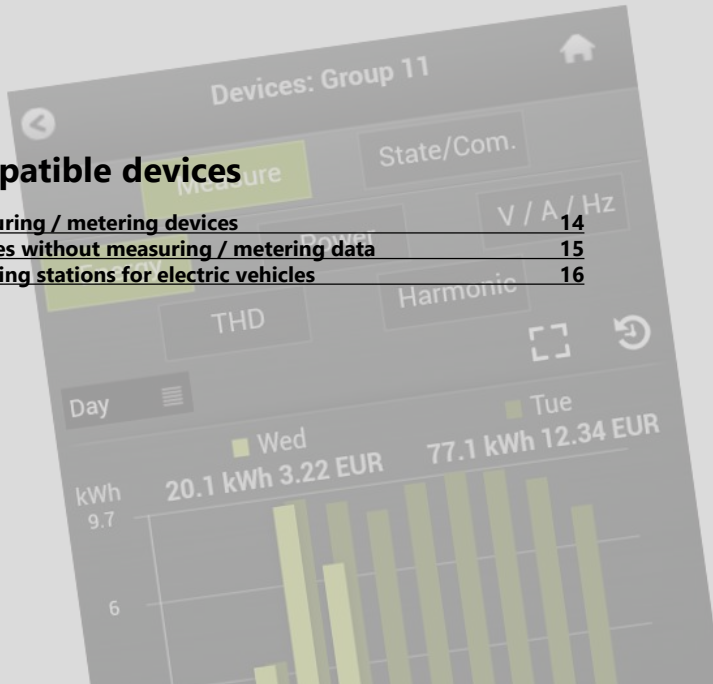 Devices: Group 11
patible devices
Measure
State/Com.
uring / metering devices 14
Power
V / A / Hz
es without measuring / metering data 15
Energy
ing stations for electric vehicles 16
THD
Harmonic
Day
Wed
Tue
20.1 kWh 3.22 EUR
77.1 kWh 12.34 EUR
kWh
9.7
6